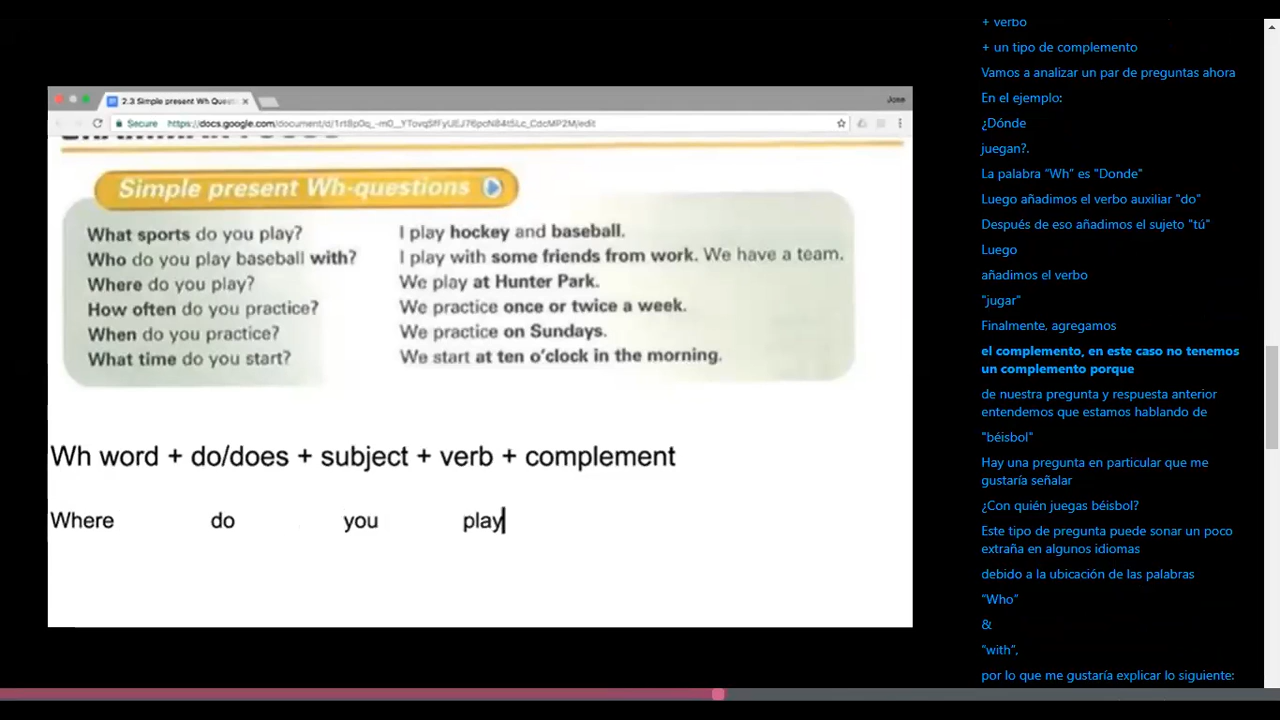 2.3 Simple present Wh Ques
Jose
Secure
Simple present Wh-questions
What sports do you play? I play hockey and baseball.
Who do you play baseball with? I play with some friends from work. We have a team.
Where do you play? We play at Hunter Park.
How often do you practice? We practice once or twice a week.
When do you practice? We practice on Sundays.
What time do you start? We start at ten o'clock in the morning.
Wh word + do/does + subject + verb + complement
Where do you play
+ verbo
+ un tipo de complemento
Vamos a analizar un par de preguntas ahora
En el ejemplo:
¿Dónde
juegan?.
La palabra “Wh” es "Donde"
Luego añadimos el verbo auxiliar "do"
Después de eso añadimos el sujeto "tú"
Luego
añadimos el verbo
"jugar"
Finalmente, agregamos
el complemento, en este caso no tenemos
un complemento porque
de nuestra pregunta y respuesta anterior
entendemos que estamos hablando de
"béisbol"
Hay una pregunta en particular que me
gustaría señalar
¿Con quién juegas béisbol?
Este tipo de pregunta puede sonar un poco
extraña en algunos idiomas
debido a la ubicación de las palabras
“Who”
&
“with”,
por lo que me gustaría explicar lo siguiente: